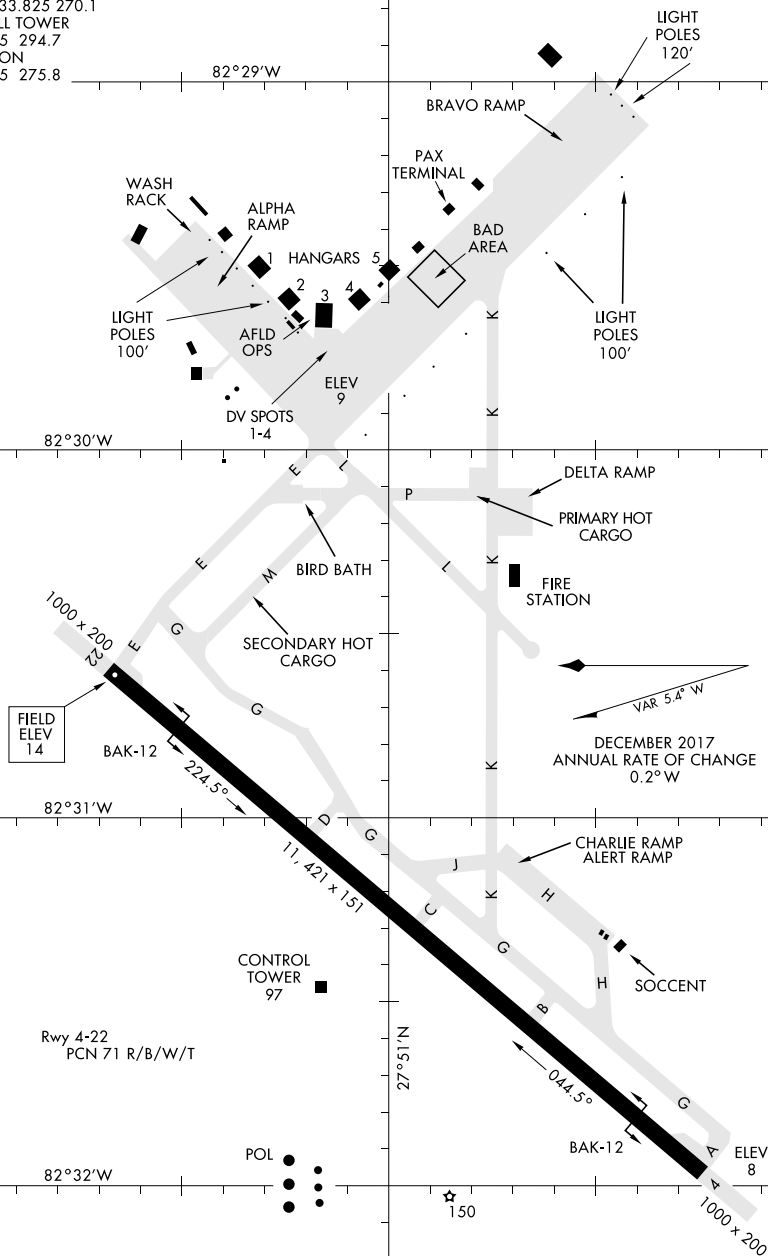 33.825 270.1
LL TOWER
5 294.7
ON
5 275.8
82°29'W
LIGHT
POLES
120'
BRAVO RAMP
PAX
TERMINAL
WASH
RACK
ALPHA
RAMP
BAD
AREA
1
HANGARS
5
2
3
4
LIGHT
POLES
100'
AFLD
OPS
LIGHT
POLES
100'
K
ELEV
9
DV SPOTS
1-4
K
82°30'W
E
L
DELTA RAMP
P
PRIMARY HOT
CARGO
BIRD BATH
E
M
L
K
FIRE
STATION
1000 x 200
22
E
G
SECONDARY HOT
CARGO
VAR 5.4° W
FIELD
ELEV
14
BAK-12
G
224.5°
K
DECEMBER 2017
ANNUAL RATE OF CHANGE
0.2° W
82°31'W
D
G
CHARLIE RAMP
ALERT RAMP
J
11, 421 x 151
K
H
C
G
CONTROL
TOWER
97
SOCCENT
H
B
Rwy 4-22
PCN 71 R/B/W/T
27°51'N
044.5°
G
BAK-12
A
ELEV
8
POL
82°32'W
4
150
1000 x 200